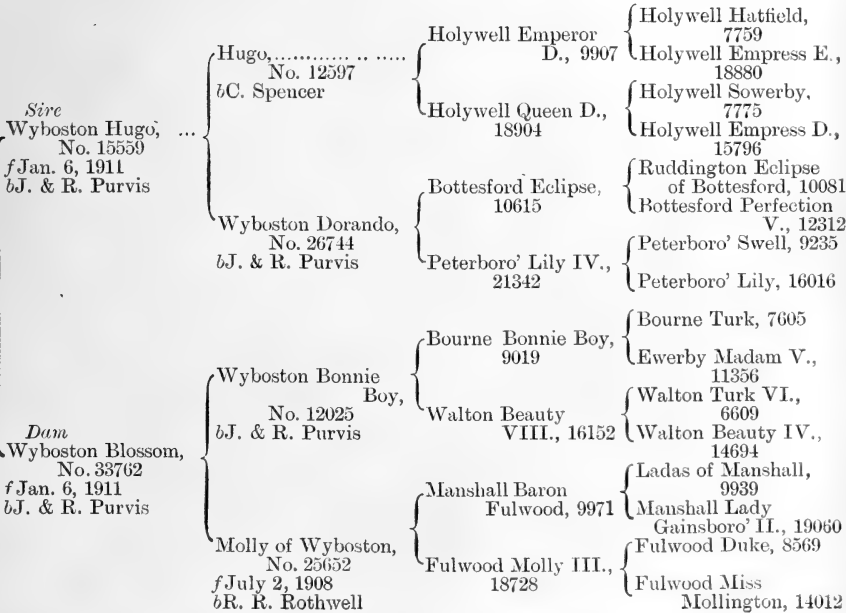 Sire
Wyboston Hugo, ...
No. 15559
f Jan. 6, 1911
b J. & R. Purvis
Hugo,............ .. .....
No. 12597
b C. Spencer
Holywell Emperor
D., 9907
Holywell Hatfield,
7759
Holywell Empress E.,
18880
Holywell Queen D.,
18904
Holywell Sowerby,
7775
Holywell Empress D.,
15796
Wyboston Dorando,
No. 26744
b J. & R. Purvis
Bottesford Eclipse,
10615
Ruddington Eclipse
of Bottesford, 10081
Bottesford Perfection
V., 12312
Peterboro' Lily IV.,
21342
Peterboro' Swell, 9235
Peterboro' Lily, 16016
Dam
Wyboston Blossom,
No. 33762
f Jan. 6, 1911
b J. & R. Purvis
Wyboston Bonnie
Boy,
No. 12025
b J. & R. Purvis
Bourne Bonnie Boy,
9019
Bourne Turk, 7605
Ewerby Madam V.,
11356
Walton Beauty
VIII., 16152
Walton Turk VI.,
6609
Walton Beauty IV.,
14694
Molly of Wyboston,
No. 25652
f July 2, 1908
b R. R. Rothwell
Manshall Baron
Fulwood, 9971
Ladas of Manshall,
9939
Manshall Lady
Gainsboro' II., 19060
Fulwood Molly III.,
18728
Fulwood Duke, 8569
Fulwood Miss
Mollington, 14012